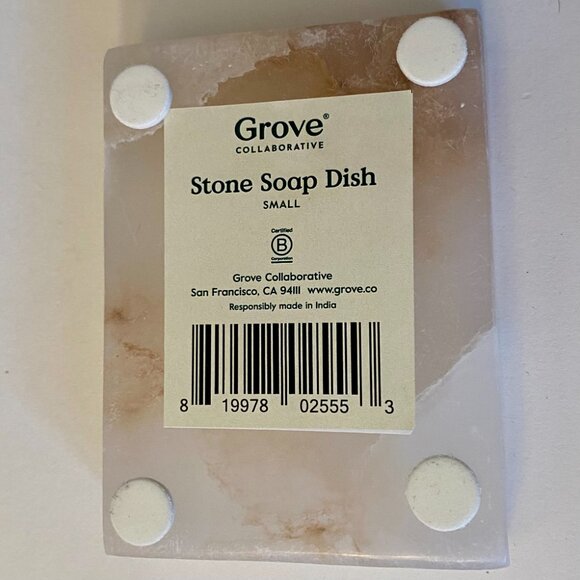 Grove®
COLLABORATIVE
Stone Soap Dish
SMALL
Certified
B
Corporation
Grove Collaborative
San Francisco, CA 94111 www.grove.co
Responsibly made in India
8 19978 02555 3